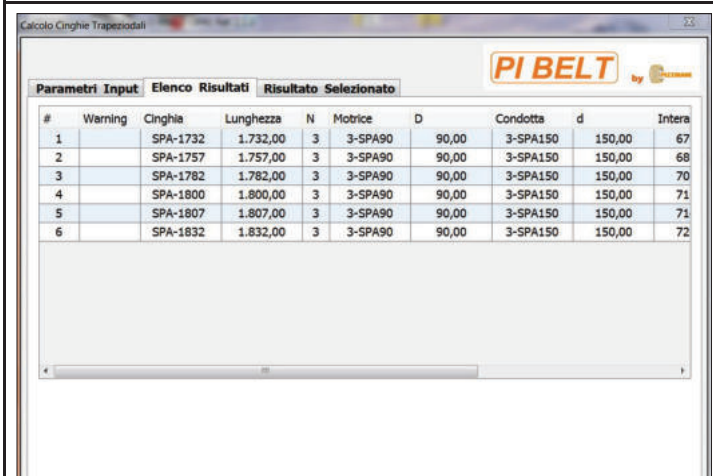 Calcolo Cinghie Trapeziodali
PI BELT by
Parametri Input Elenco Risultati Risultato Selezionato
# Warning Cinghia Lunghezza N Motrice D Condotta d Intera
1 SPA-1732 1.732,00 3 3-SPA90 90,00 3-SPA150 150,00 67
2 SPA-1757 1.757,00 3 3-SPA90 90,00 3-SPA150 150,00 68
3 SPA-1782 1.782,00 3 3-SPA90 90,00 3-SPA150 150,00 70
4 SPA-1800 1.800,00 3 3-SPA90 90,00 3-SPA150 150,00 71
5 SPA-1807 1.807,00 3 3-SPA90 90,00 3-SPA150 150,00 71
6 SPA-1832 1.832,00 3 3-SPA90 90,00 3-SPA150 150,00 72